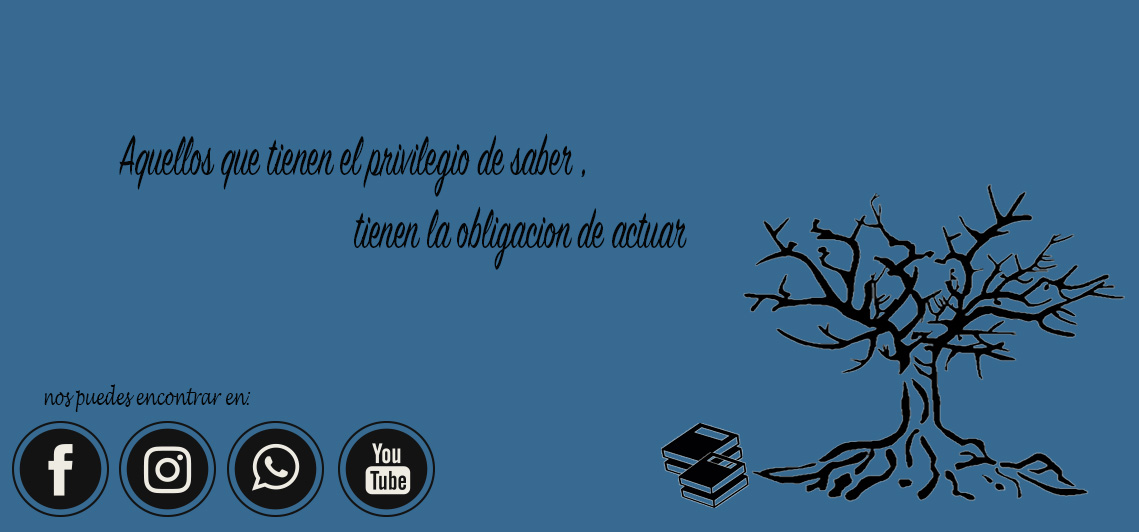 Aquellos que tienen el privilegio de saber ,
tienen la obligacion de actuar
nos puedes encontrar en:
You
Tube